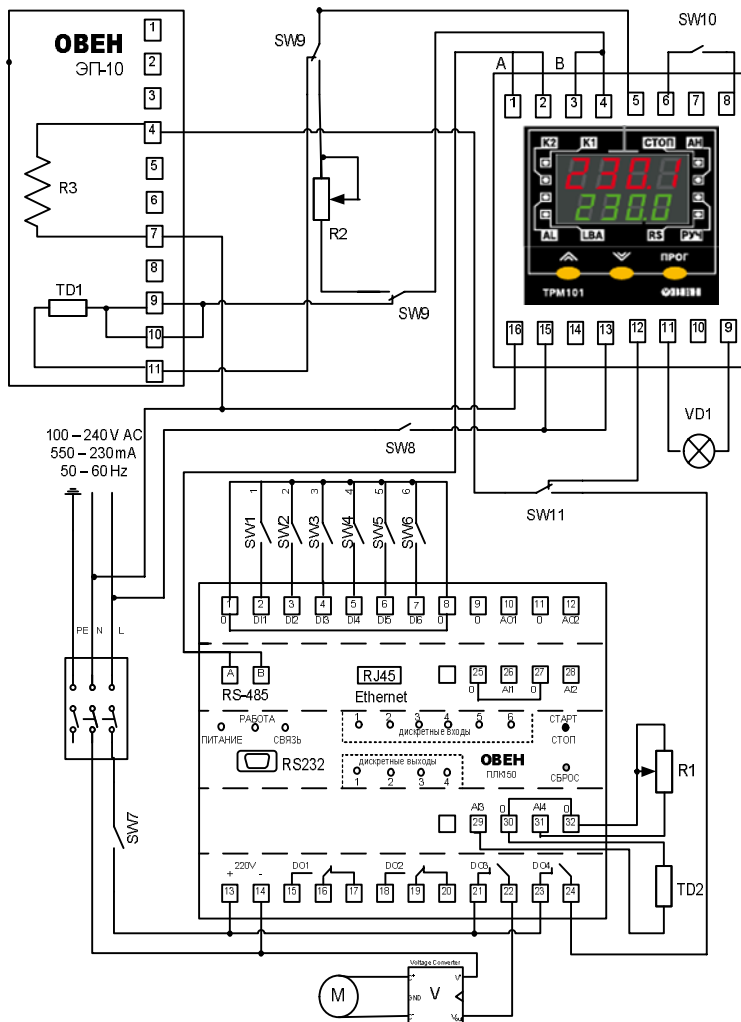 ОВЕН
ЭП-10
1
2
3
4
5
6
7
8
9
10
11
R3
TD1
SW9
R2
SW9
SW10
A
B
1
2
3
4
5
6
7
8
K2
K1
СТОП
АН
230.1
230.0
AL
LBA
RS
РУЧ
ПРОГ
ТРМ101
ОВЕН
16
15
14
13
12
11
10
9
VD1
100 – 240 V AC
550 – 230 mA
50 – 60 Hz
SW8
SW11
1
2
3
4
5
6
SW1
SW2
SW3
SW4
SW5
SW6
1
2
3
4
5
6
7
8
9
10
11
12
0
DI1
DI2
DI3
DI4
DI5
DI6
0
0
AO1
0
AO2
PE
N
L
A
B
RS-485
RJ45
Ethernet
25
26
27
28
0
AI1
0
AI2
РАБОТА
ПИТАНИЕ
СВЯЗЬ
1
2
3
4
5
6
дискретные входы
СТАРТ
СТОП
RS232
дискретные выходы
1
2
3
4
ОВЕН
ПЛК150
СБРОС
R1
SW7
AI3
0
AI4
0
29
30
31
32
220V
+
-
DO1
DO2
DO3
DO4
13
14
15
16
17
18
19
20
21
22
23
24
TD2
Voltage Converter
M
GND
V